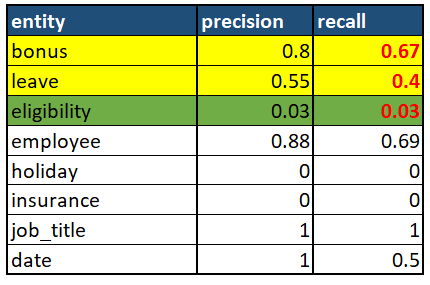 entity precision recall
bonus 0.8 0.67
leave 0.55 0.4
eligibility 0.03 0.03
employee 0.88 0.69
holiday 0 0
insurance 0 0
job_title 1 1
date 1 0.5